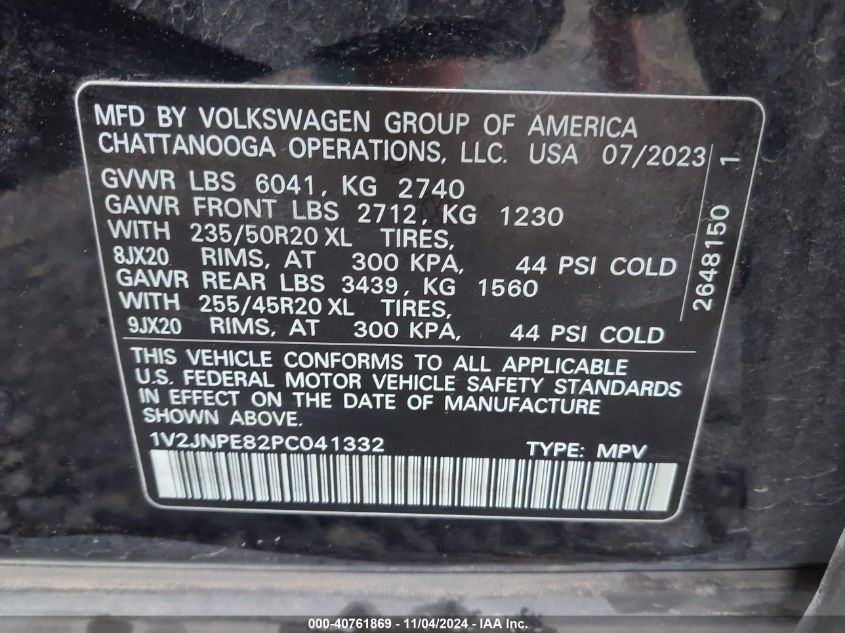 MFD BY VOLKSWAGEN GROUP OF AMERICA
CHATTANOOGA OPERATIONS, LLC. USA 07/2023
GVWR LBS 6041, KG 2740
GAWR FRONT LBS 2712, KG 1230
WITH 235/50R20 XL TIRES,
8JX20 RIMS, AT 300 KPA, 44 PSI COLD
GAWR REAR LBS 3439, KG 1560
WITH 255/45R20 XL TIRES,
9JX20 RIMS, AT 300 KPA, 44 PSI COLD
2648150 1
THIS VEHICLE CONFORMS TO ALL APPLICABLE
U.S. FEDERAL MOTOR VEHICLE SAFETY STANDARDS
IN EFFECT ON THE DATE OF MANUFACTURE
SHOWN ABOVE.
1V2JNPE82PC041332 TYPE: MPV
000-40761869 - 11/04/2024 - IAA Inc.